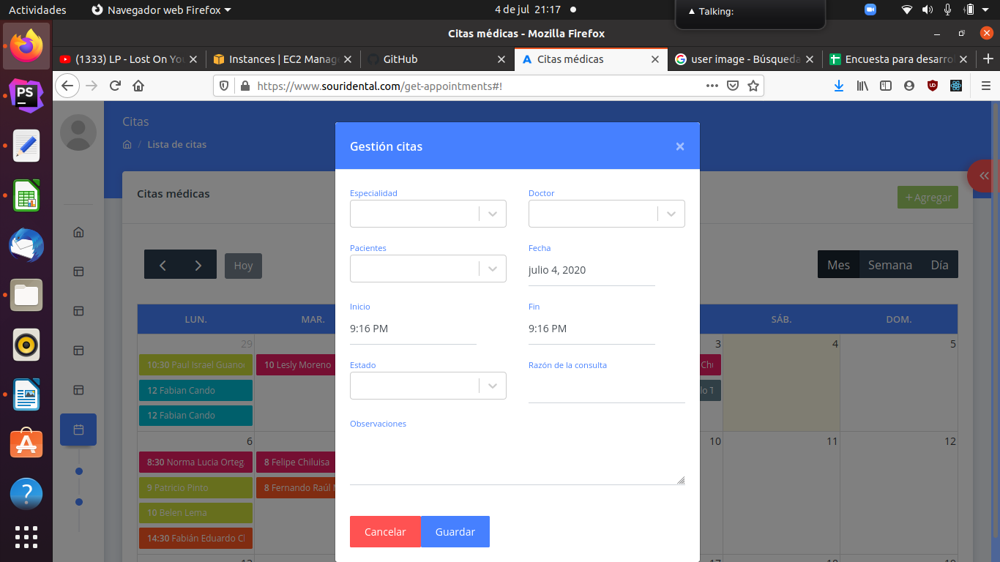 Actividades Navegador web Firefox 4 de jul 21:17 Talking:
Citas médicas - Mozilla Firefox
(1333) LP - Lost On You Instances | EC2 Manage GitHub Citas médicas user image - Búsqueda Encuesta para desarrol
https://www.souridental.com/get-appointments#!
Citas
/ Lista de citas
Gestión citas ×
Citas médicas
+ Agregar
Especialidad Doctor
Pacientes Fecha
julio 4, 2020
Hoy
Mes Semana Día
Inicio Fin
9:16 PM 9:16 PM
LUN. MAR. SÁB. DOM.
29 3 4 5
10:30 Paul Israel Guano
10 Lesly Moreno
12 Fabian Cando
12 Fabian Cando
Estado Razón de la consulta
Observaciones
6 10 11 12
8:30 Norma Lucia Orteg
8 Felipe Chiluisa
9 Patricio Pinto
8 Fernando Raúl
10 Belen Lema
14:30 Fabián Eduardo
Cancelar Guardar